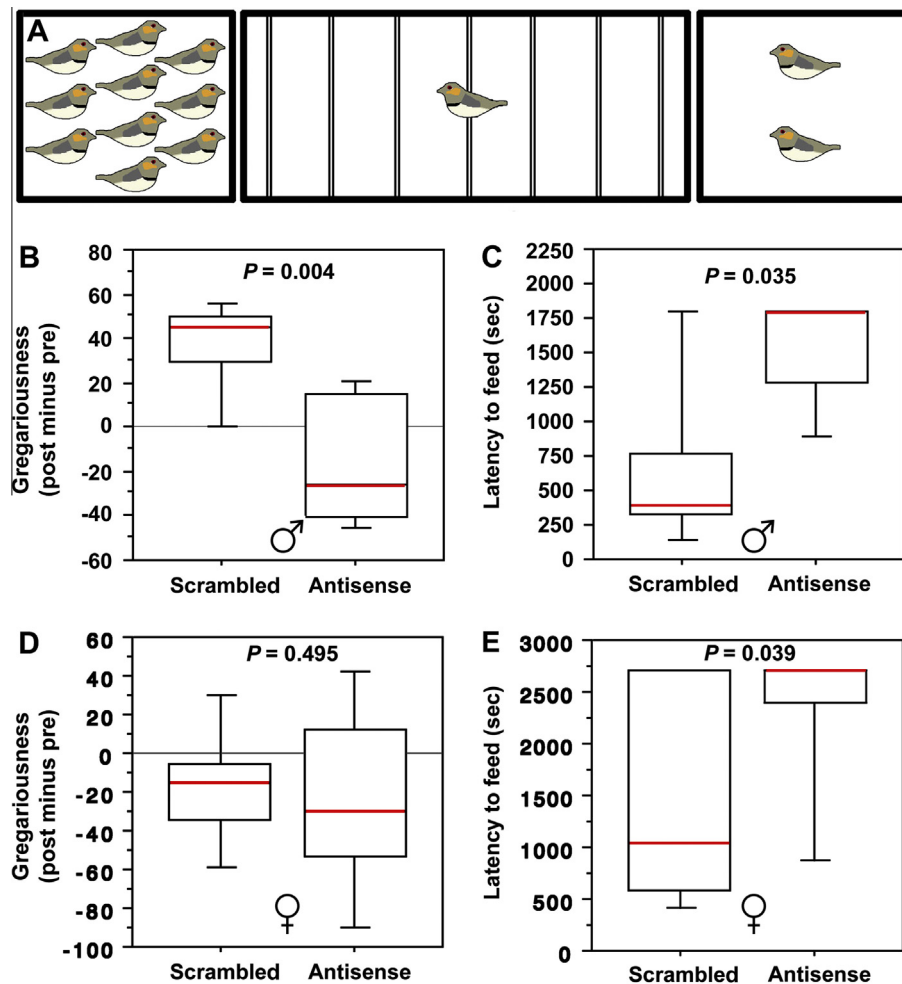 A
B
P = 0.004
Gregariousness
(post minus pre)
80
60
40
20
0
-20
-40
-60
♂
Scrambled
Antisense
C
P = 0.035
Latency to feed (sec)
2250
2000
1750
1500
1250
1000
750
500
250
0
♂
Scrambled
Antisense
D
P = 0.495
Gregariousness
(post minus pre)
60
40
20
0
-20
-40
-60
-80
-100
♀
Scrambled
Antisense
E
P = 0.039
Latency to feed (sec)
3000
2500
2000
1500
1000
500
0
♀
Scrambled
Antisense